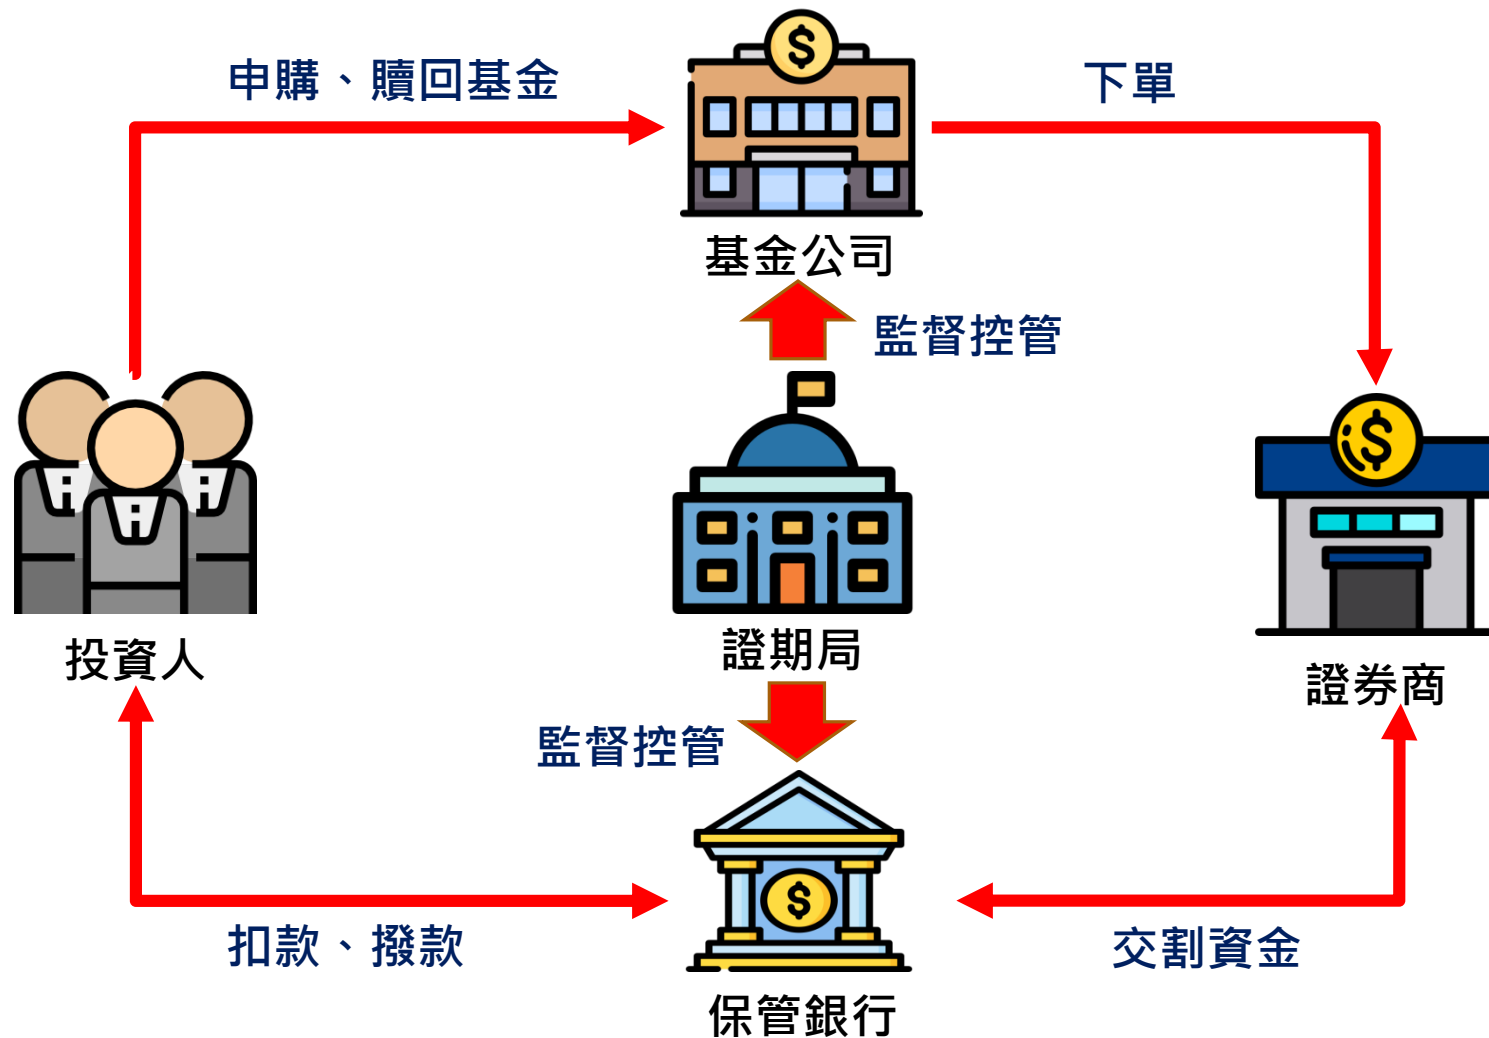 申購、贖回基金
下單
基金公司
監督控管
投資人
證期局
證券商
監督控管
扣款、撥款
交割資金
保管銀行